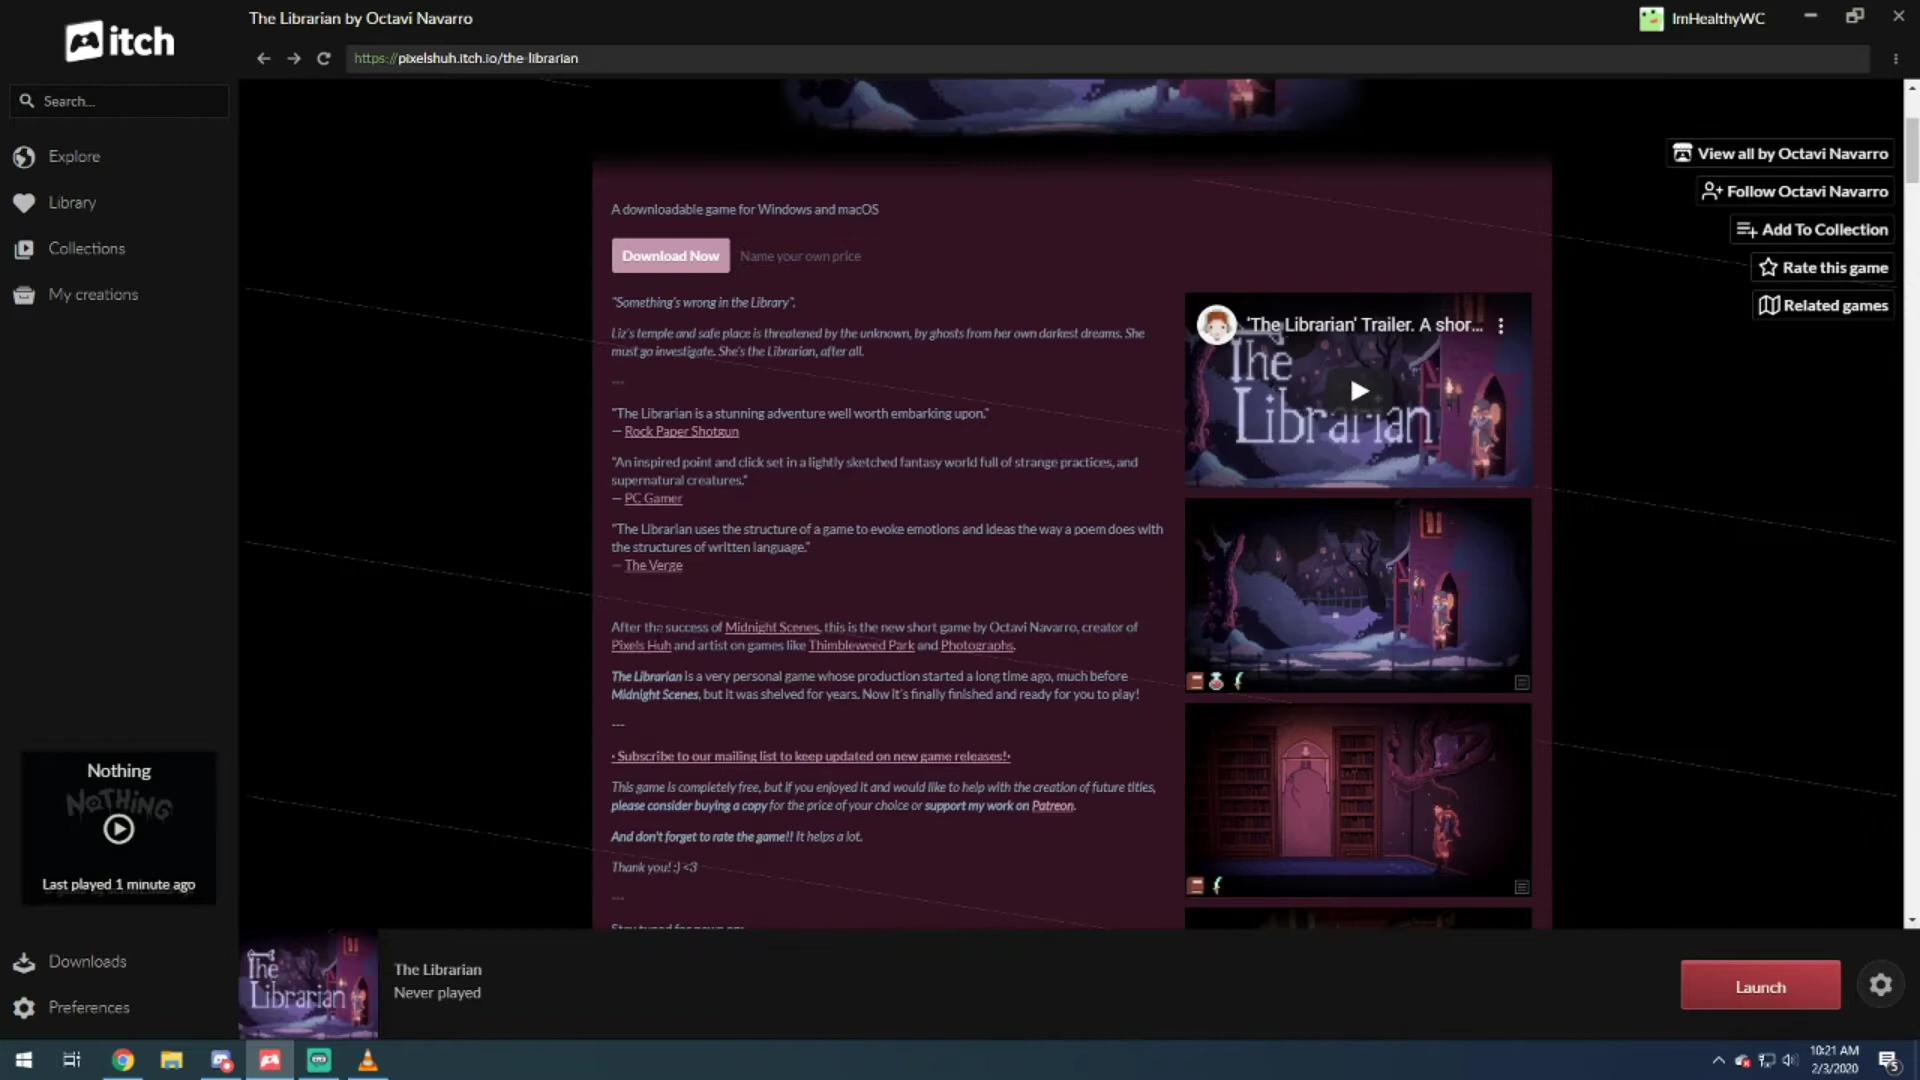 The Librarian by Octavi Navarro
ImHealthyWC
itch
https://pixelshuh.itch.io/the-librarian
Search...
Explore
Library
Collections
My creations
View all by Octavi Navarro
Follow Octavi Navarro
Add To Collection
Rate this game
Related games
A downloadable game for Windows and macOS
Download Now Name your own price
"Something's wrong in the Library".
Liz's temple and safe place is threatened by the unknown, by ghosts from her own darkest dreams. She
must go investigate. She's the Librarian, after all.
---
"The Librarian is a stunning adventure well worth embarking upon."
— Rock Paper Shotgun
"An inspired point and click set in a lightly sketched fantasy world full of strange practices, and
supernatural creatures."
— PC Gamer
"The Librarian uses the structure of a game to evoke emotions and ideas the way a poem does with
the structures of written language."
— The Verge
After the success of Midnight Scenes, this is the new short game by Octavi Navarro, creator of
Pixels Huh and artist on games like Thimbleweed Park and Photographs.
The Librarian is a very personal game whose production started a long time ago, much before
Midnight Scenes, but it was shelved for years. Now it's finally finished and ready for you to play!
---
· Subscribe to our mailing list to keep updated on new game releases!·
This game is completely free, but if you enjoyed it and would like to help with the creation of future titles,
please consider buying a copy for the price of your choice or support my work on Patreon.
And don't forget to rate the game!! It helps a lot.
Thank you! :) <3
---
'The Librarian' Trailer. A shor...
The
Librarian
Nothing
NOTHING
Last played 1 minute ago
Downloads
Preferences
The
Librarian
The Librarian
Never played
Launch
10:21 AM
2/3/2020
5